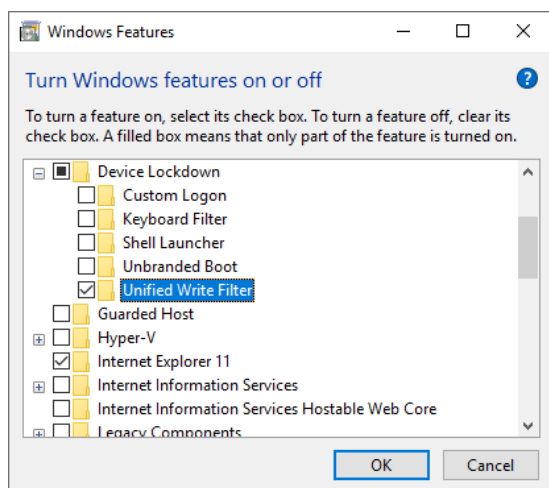 Windows Features
Turn Windows features on or off
?
To turn a feature on, select its check box. To turn a feature off, clear its
check box. A filled box means that only part of the feature is turned on.
Device Lockdown
Custom Logon
Keyboard Filter
Shell Launcher
Unbranded Boot
Unified Write Filter
Guarded Host
Hyper-V
Internet Explorer 11
Internet Information Services
Internet Information Services Hostable Web Core
Legacy Components
OK Cancel